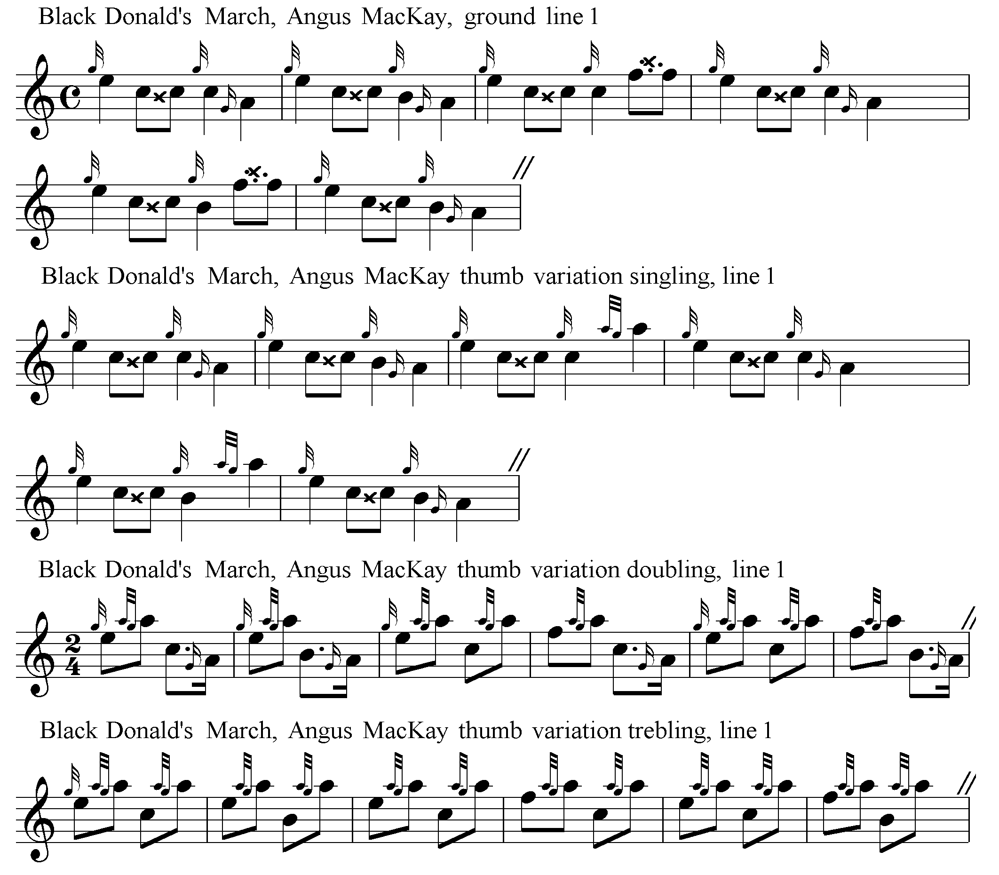 Black Donald's March, Angus MacKay, ground line 1
Black Donald's March, Angus MacKay thumb variation singling, line 1
Black Donald's March, Angus MacKay thumb variation doubling, line 1
2
4
Black Donald's March, Angus MacKay thumb variation trebling, line 1